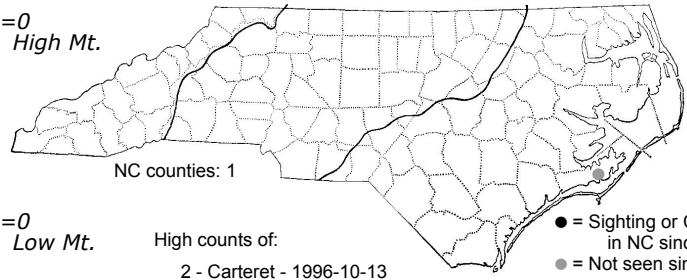 =0
High Mt.
NC counties: 1
=0
Low Mt.
High counts of:
2 - Carteret - 1996-10-13
● = Sighting or
in NC sinc
● = Not seen sin